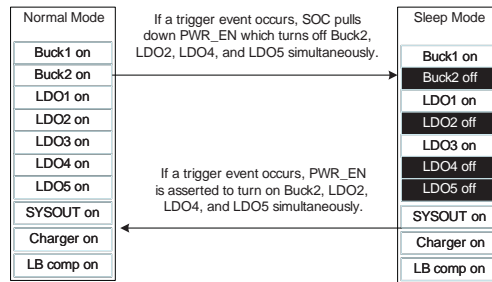 Normal Mode
Buck1 on
Buck2 on
LDO1 on
LDO2 on
LDO3 on
LDO4 on
LDO5 on
SYSOUT on
Charger on
LB comp on
If a trigger event occurs, SOC pulls
down PWR_EN which turns off Buck2,
LDO2, LDO4, and LDO5 simultaneously.
If a trigger event occurs, PWR_EN
is asserted to turn on Buck2, LDO2,
LDO4, and LDO5 simultaneously.
Sleep Mode
Buck1 on
Buck2 off
LDO1 on
LDO2 off
LDO3 on
LDO4 off
LDO5 off
SYSOUT on
Charger on
LB comp on